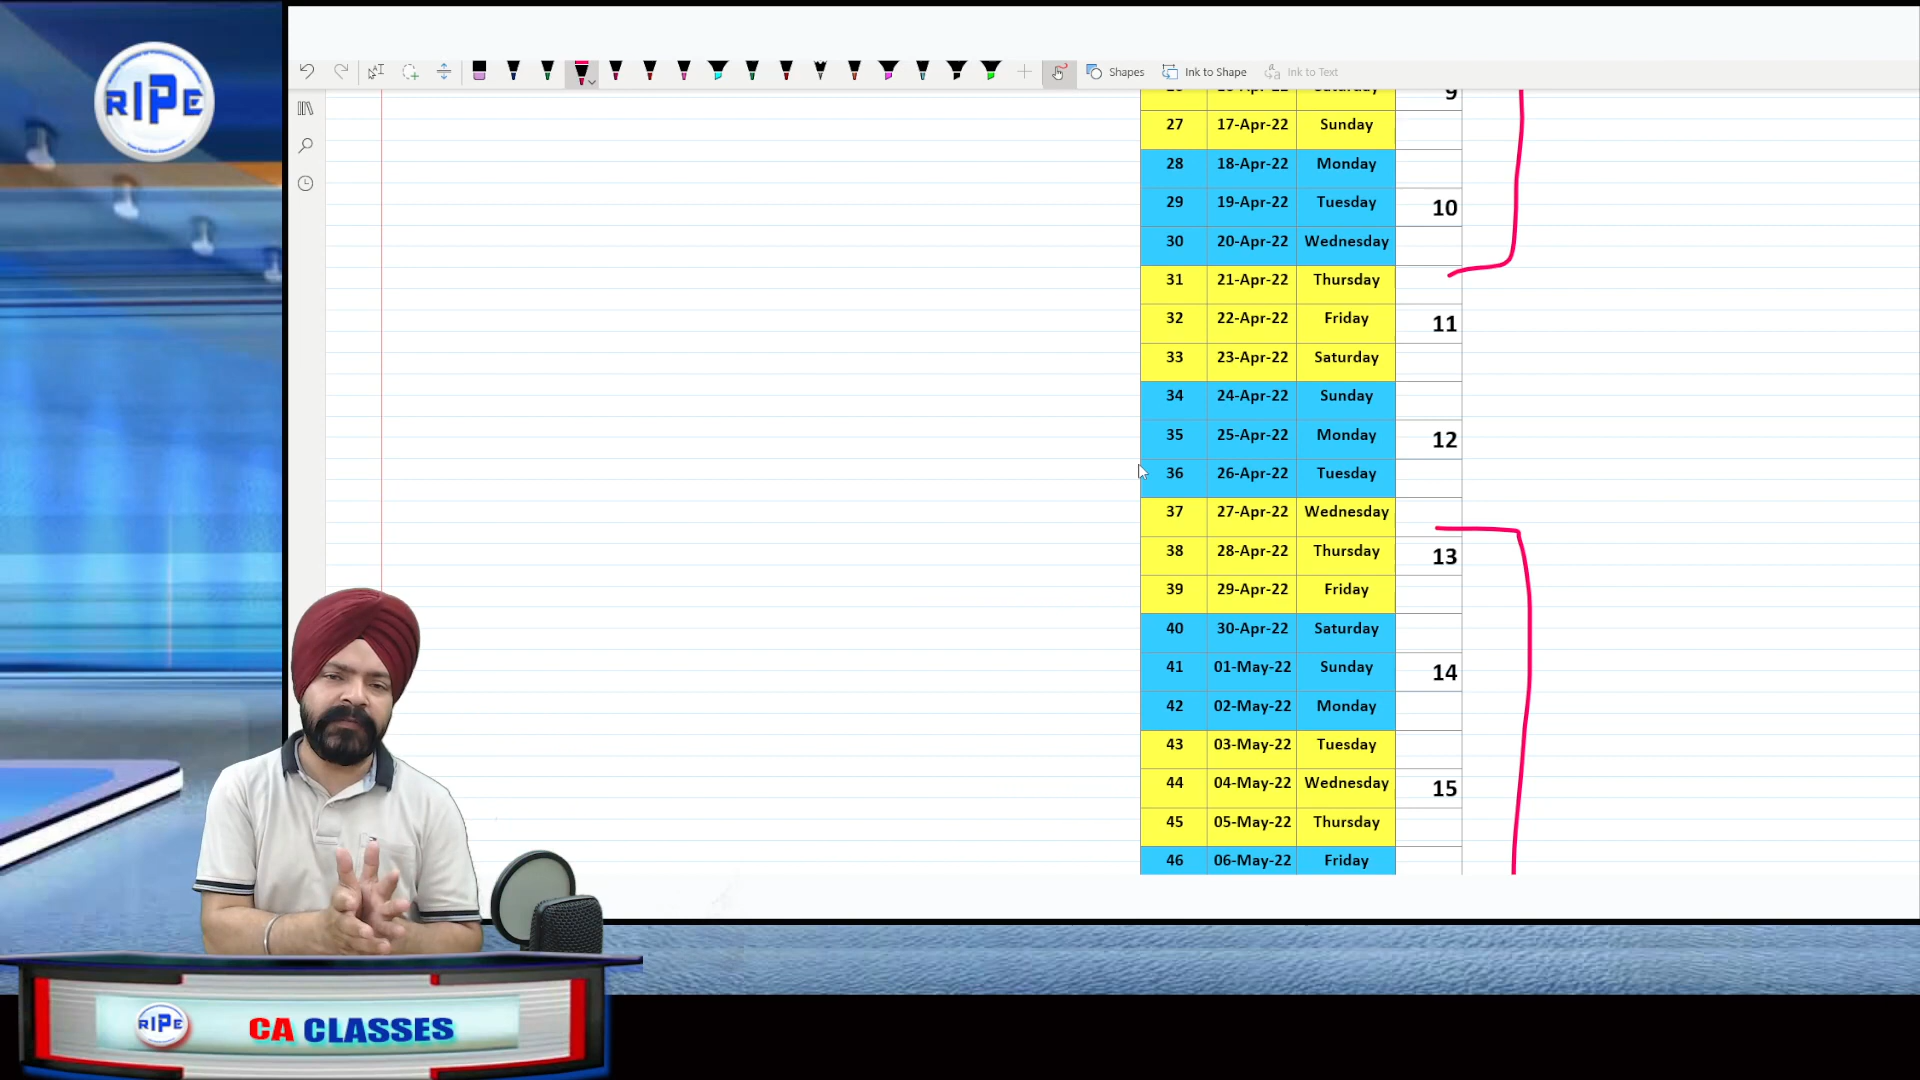 RIPE
Shapes
Ink to Shape
Ink to Text
9
27 17-Apr-22 Sunday
28 18-Apr-22 Monday
29 19-Apr-22 Tuesday 10
30 20-Apr-22 Wednesday
31 21-Apr-22 Thursday
32 22-Apr-22 Friday 11
33 23-Apr-22 Saturday
34 24-Apr-22 Sunday
35 25-Apr-22 Monday 12
36 26-Apr-22 Tuesday
37 27-Apr-22 Wednesday
38 28-Apr-22 Thursday 13
39 29-Apr-22 Friday
40 30-Apr-22 Saturday
41 01-May-22 Sunday 14
42 02-May-22 Monday
43 03-May-22 Tuesday
44 04-May-22 Wednesday 15
45 05-May-22 Thursday
46 06-May-22 Friday
RIPE CA CLASSES